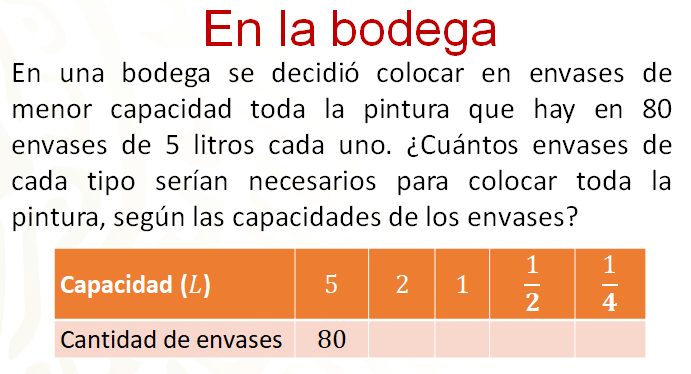 En la bodega
En una bodega se decidió colocar en envases de
menor capacidad toda la pintura que hay en 80
envases de 5 litros cada uno. ¿Cuántos envases de
cada tipo serían necesarios para colocar toda la
pintura, según las capacidades de los envases?
Capacidad (L) 5 2 1 1/2 1/4
Cantidad de envases 80